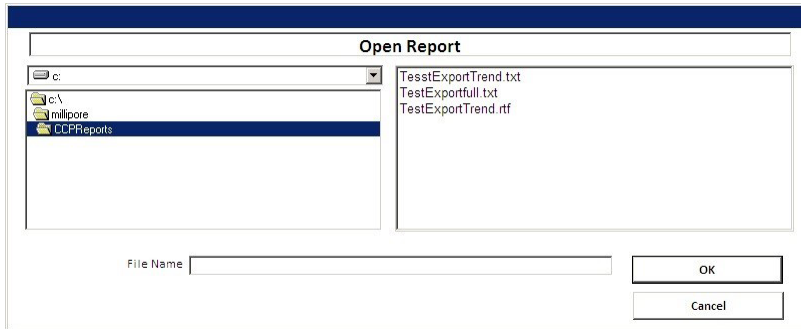 Open Report
c:
c:\
millipore
CCPReports
TesstExportTrend.txt
TestExportfull.txt
TestExportTrend.rtf
File Name
OK
Cancel